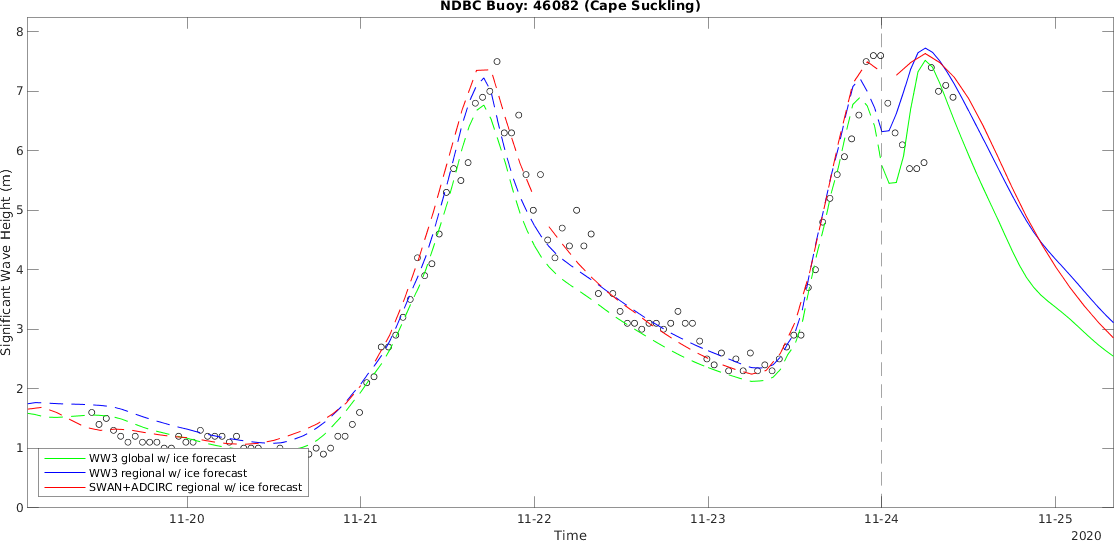 NDBC Buoy: 46082 (Cape Suckling)
Significant Wave Height (m)
8
7
6
5
4
3
2
1
0
WW3 global w/ ice forecast
WW3 regional w/ ice forecast
SWAN+ADCIRC regional w/ ice forecast
11-20 11-21 11-22 11-23 11-24 11-25
Time
2020